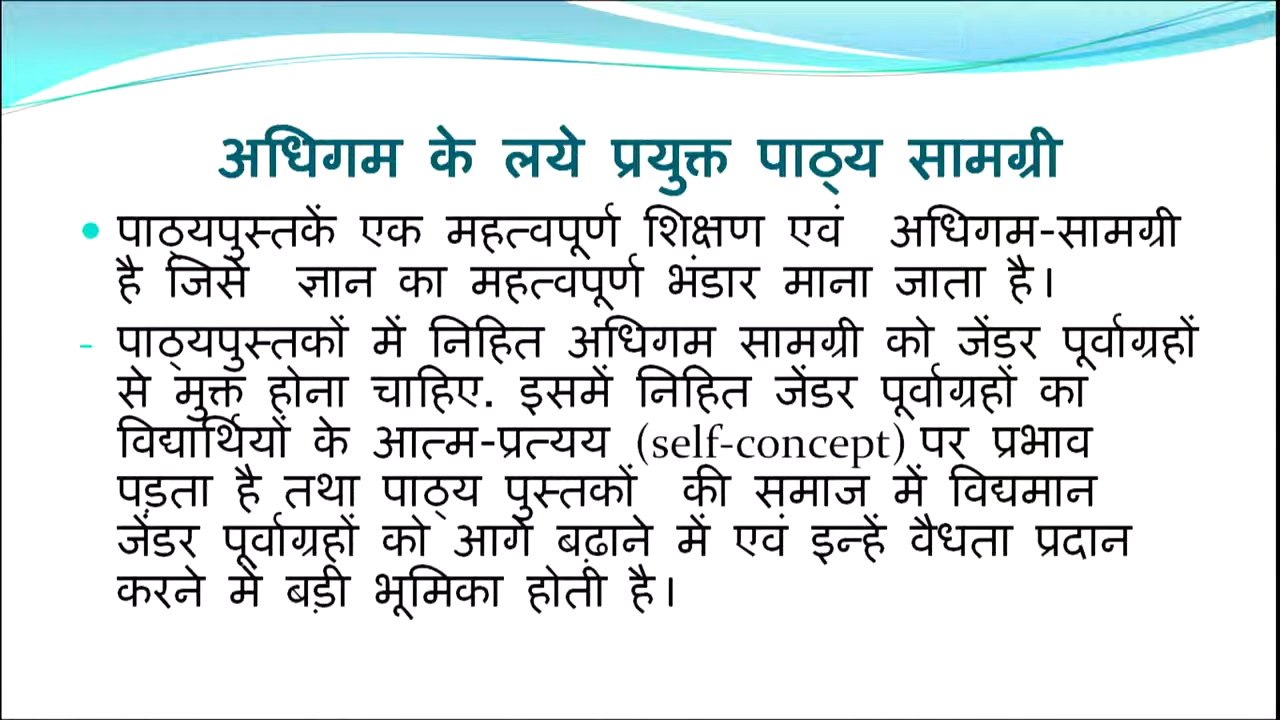 अधिगम के लये प्रयुक्त पाठ्य सामग्री
• पाठ्यपुस्तकें एक महत्वपूर्ण शिक्षण एवं अधिगम-सामग्री
है जिसे ज्ञान का महत्वपूर्ण भंडार माना जाता है।
- पाठ्यपुस्तकों में निहित अधिगम सामग्री को जेंडर पूर्वाग्रहों
से मुक्त होना चाहिए. इसमें निहित जेंडर पूर्वाग्रहों का
विद्यार्थियों के आत्म-प्रत्यय (self-concept) पर प्रभाव
पड़ता है तथा पाठ्य पुस्तकों की समाज में विद्यमान
जेंडर पूर्वाग्रहों को आगे बढ़ाने में एवं इन्हें वैधता प्रदान
करने में बड़ी भूमिका होती है।